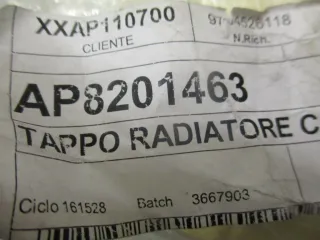 XXAP110700
CLIENTE
N.Rich.
AP8201463
TAPPO RADIATORE C
Ciclo 161528 Batch 3667903